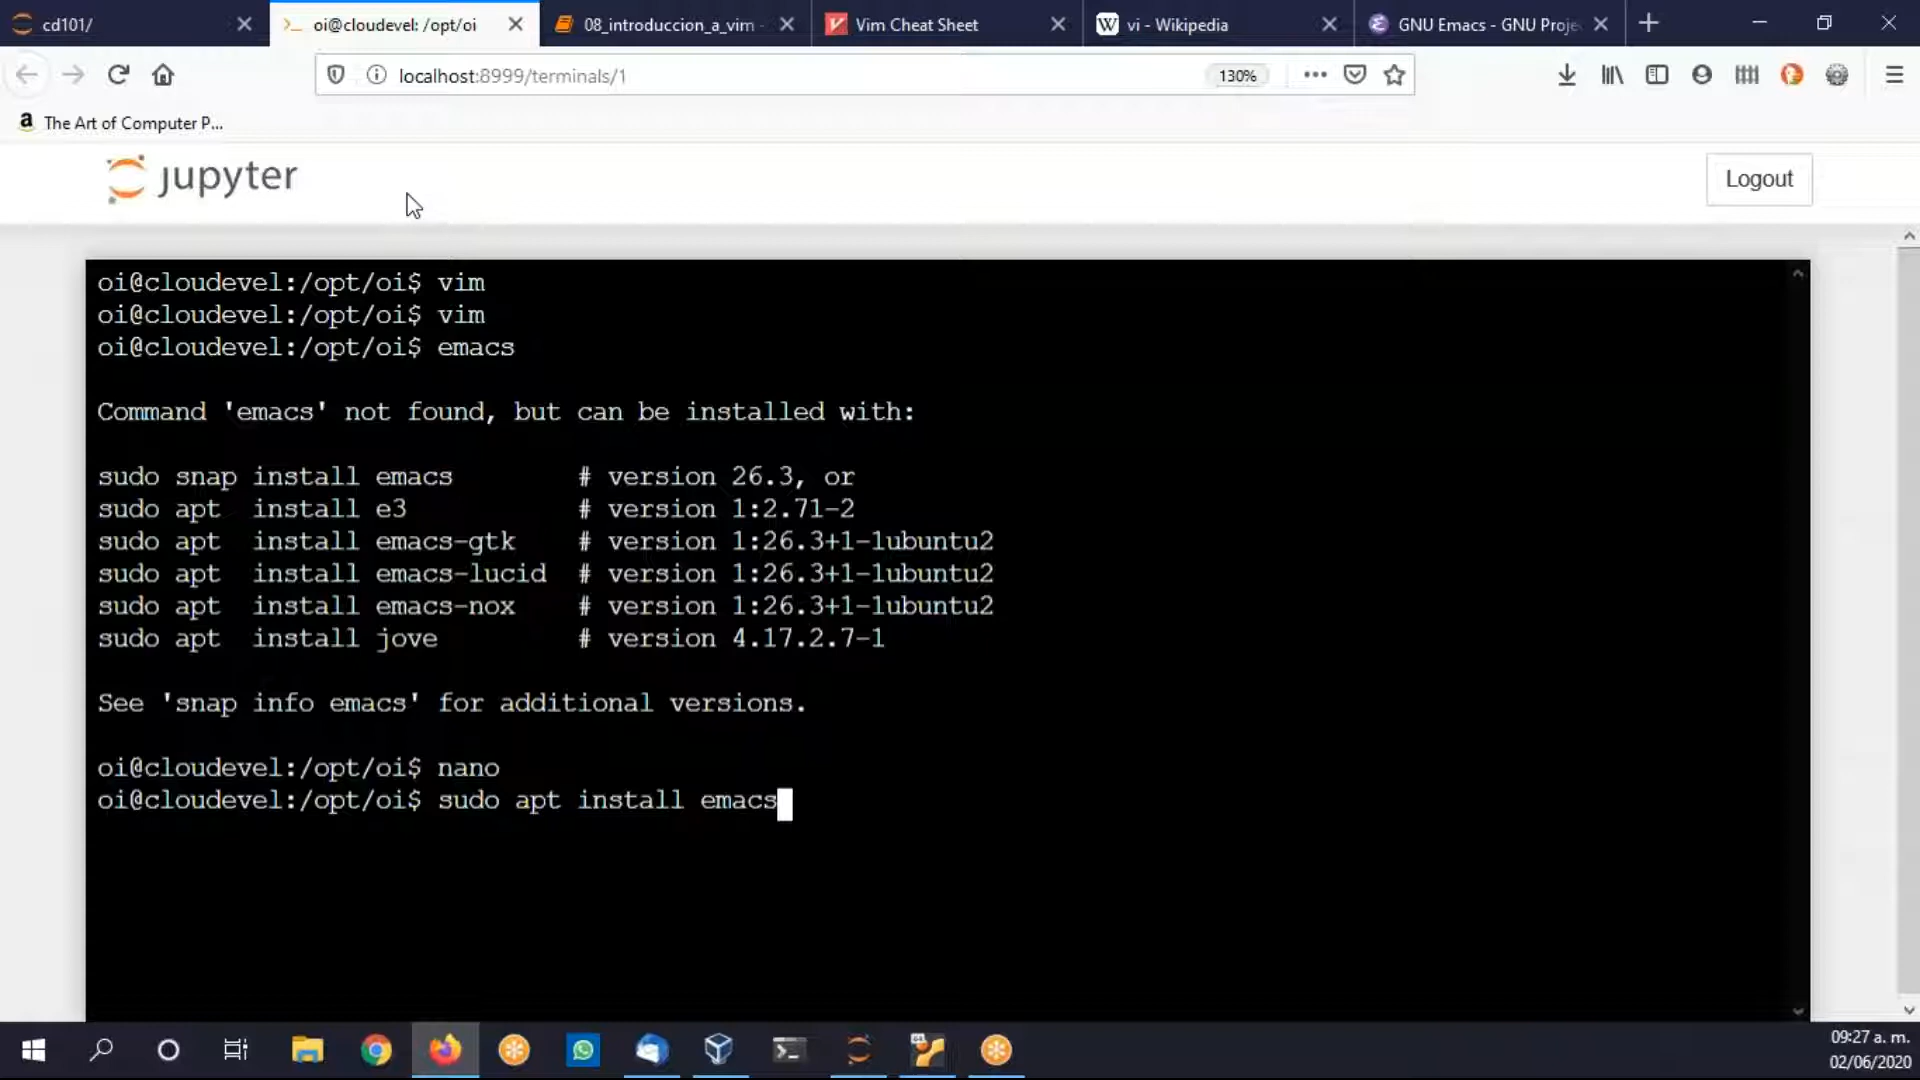 cd101/
oi@cloudevel: /opt/oi
08_introduccion_a_vim -
Vim Cheat Sheet
W vi - Wikipedia
GNU Emacs - GNU Proje
localhost:8999/terminals/1
130%
a The Art of Computer P...
jupyter
Logout
oi@cloudevel:/opt/oi$ vim
oi@cloudevel:/opt/oi$ vim
oi@cloudevel:/opt/oi$ emacs
Command 'emacs' not found, but can be installed with:
sudo snap install emacs # version 26.3, or
sudo apt install e3 # version 1:2.71-2
sudo apt install emacs-gtk # version 1:26.3+1-1ubuntu2
sudo apt install emacs-lucid # version 1:26.3+1-1ubuntu2
sudo apt install emacs-nox # version 1:26.3+1-1ubuntu2
sudo apt install jove # version 4.17.2.7-1
See 'snap info emacs' for additional versions.
oi@cloudevel:/opt/oi$ nano
oi@cloudevel:/opt/oi$ sudo apt install emacs
09:27 a. m.
02/06/2020